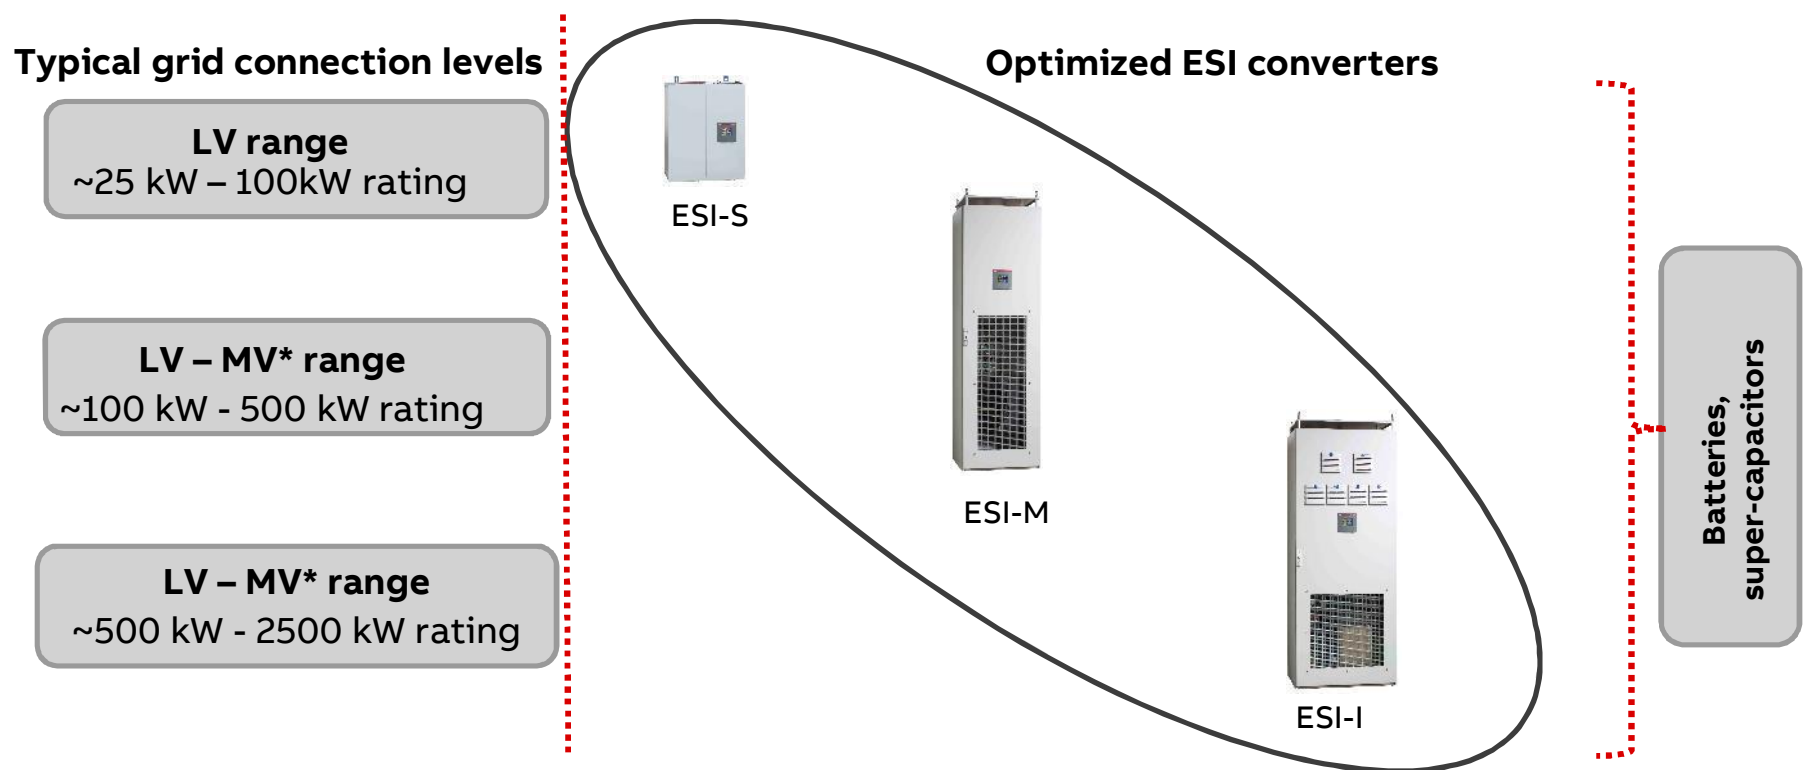 Typical grid connection levels
Optimized ESI converters
LV range
~25 kW – 100kW rating
ESI-S
LV – MV* range
~100 kW - 500 kW rating
ESI-M
LV – MV* range
~500 kW - 2500 kW rating
ESI-I
Batteries,
super-capacitors